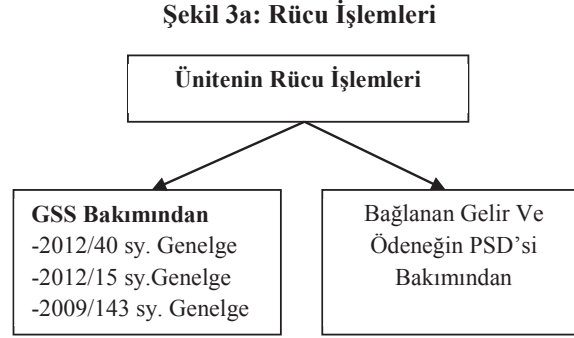 Şekil 3a: Rücu İşlemleri
Ünitenin Rücu İşlemleri
GSS Bakımından
-2012/40 sy. Genelge
-2012/15 sy.Genelge
-2009/143 sy. Genelge
Bağlanan Gelir Ve
Ödeneğin PSD’si
Bakımından